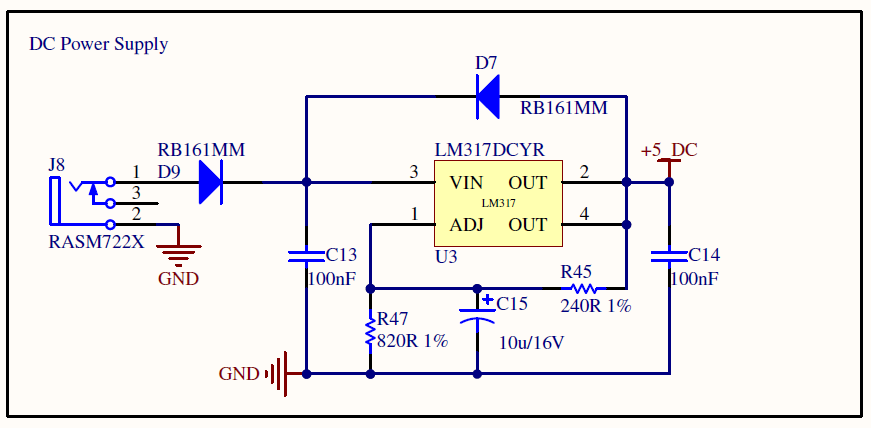 DC Power Supply
D7
RB161MM
RB161MM
D9
J8
1
3
2
RASM722X
GND
LM317DCYR
3
VIN
OUT
2
LM317
1
ADJ
OUT
4
U3
+5_DC
C13
100nF
C14
100nF
R45
240R 1%
R47
820R 1%
+
C15
10u/16V
GND